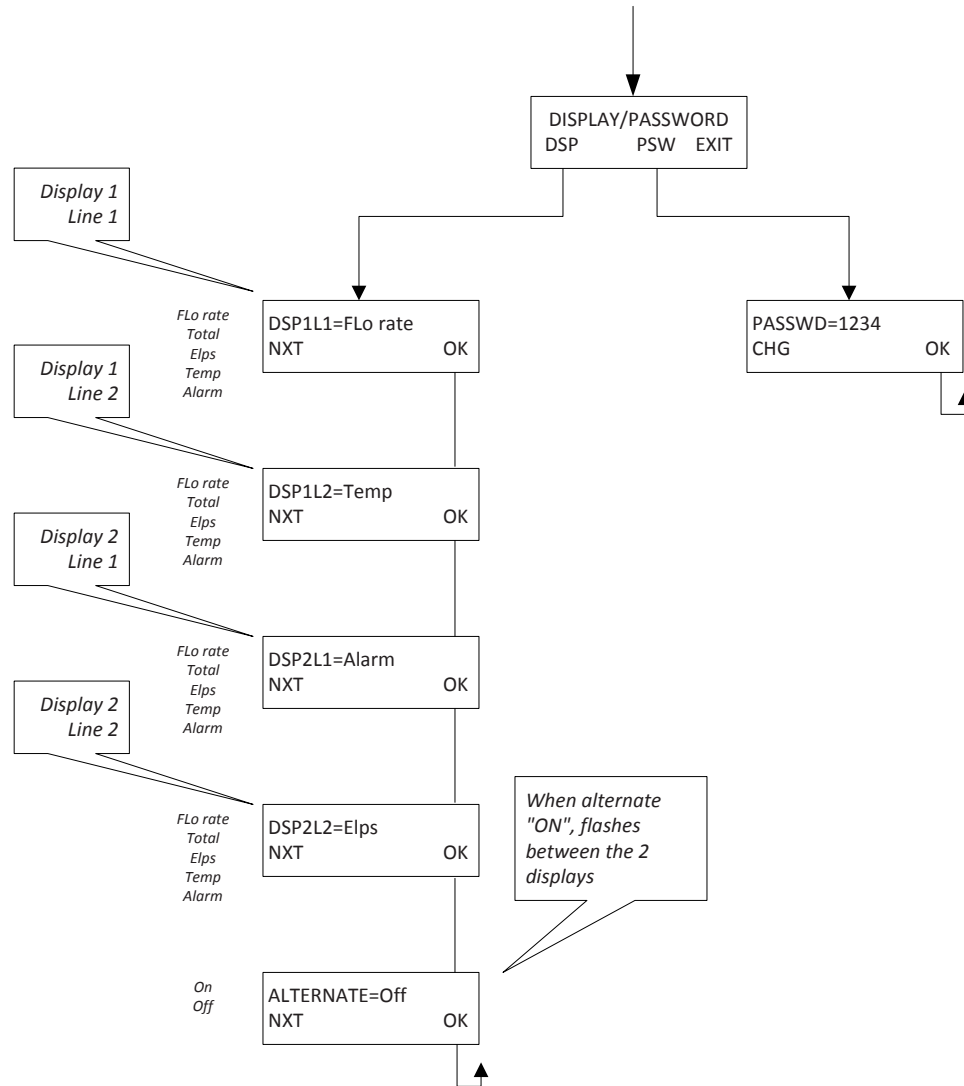 DISPLAY/PASSWORD
DSP PSW EXIT
Display 1
Line 1
FLo rate
Total
Elps
Temp
Alarm
DSP1L1=FLo rate
NXT OK
PASSWD=1234
CHG OK
Display 1
Line 2
FLo rate
Total
Elps
Temp
Alarm
DSP1L2=Temp
NXT OK
Display 2
Line 1
FLo rate
Total
Elps
Temp
Alarm
DSP2L1=Alarm
NXT OK
Display 2
Line 2
FLo rate
Total
Elps
Temp
Alarm
DSP2L2=Elps
NXT OK
When alternate
"ON", flashes
between the 2
displays
On
Off
ALTERNATE=Off
NXT OK